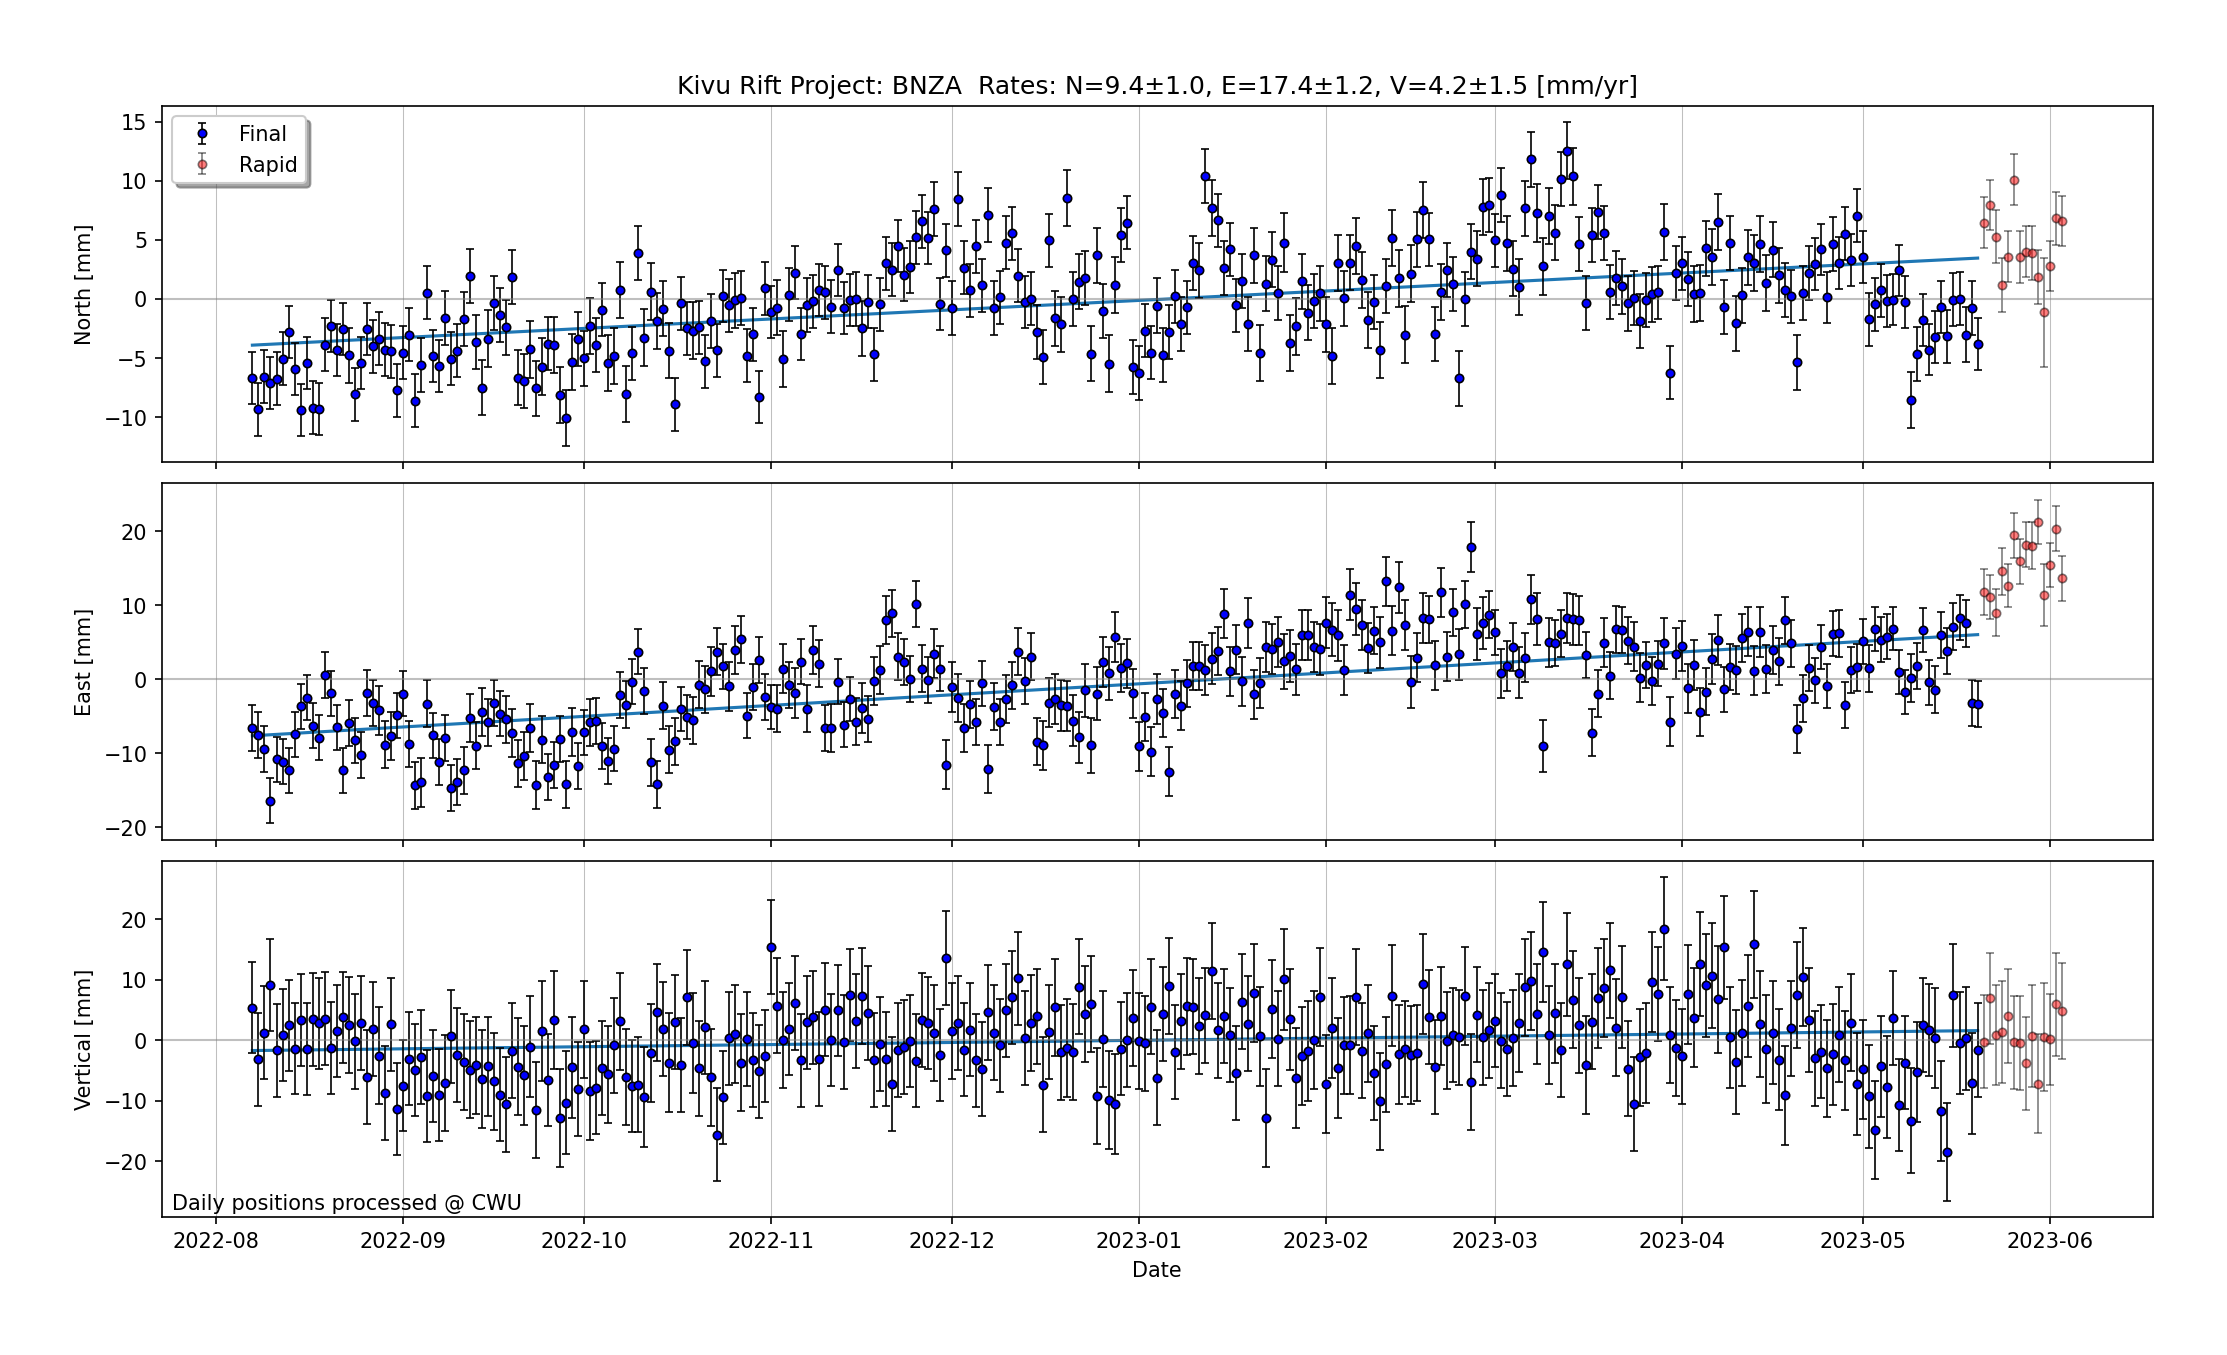 Kivu Rift Project: BNZA  Rates: N=9.4±1.0, E=17.4±1.2, V=4.2±1.5 [mm/yr]
Final
Rapid
North [mm]
15
10
5
0
−5
−10
East [mm]
20
10
0
−10
−20
Vertical [mm]
20
10
0
−10
−20
Daily positions processed @ CWU
2022-08 2022-09 2022-10 2022-11 2022-12 2023-01 2023-02 2023-03 2023-04 2023-05 2023-06
Date